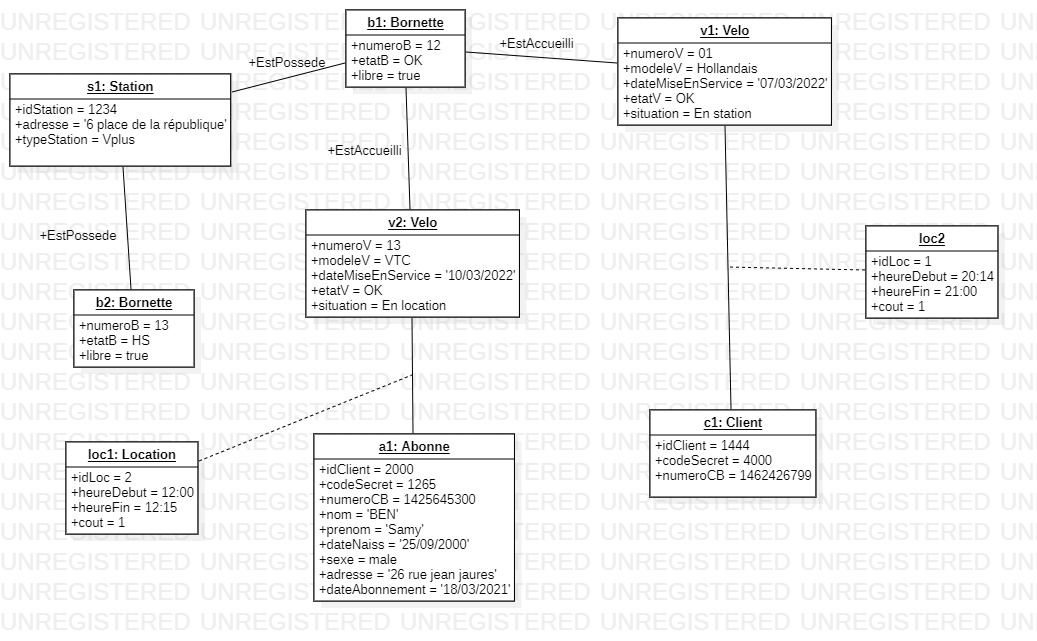 b1: Bornette
+numeroB = 12
+etatB = OK
+libre = true
+EstAccueilli
v1: Velo
+numeroV = 01
+modeleV = Hollandais
+dateMiseEnService = '07/03/2022'
+etatV = OK
+situation = En station
+EstPossede
s1: Station
+idStation = 1234
+adresse = '6 place de la république'
+typeStation = Vplus
+EstAccueilli
v2: Velo
+numeroV = 13
+modeleV = VTC
+dateMiseEnService = '10/03/2022'
+etatV = OK
+situation = En location
loc2
+idLoc = 1
+heureDebut = 20:14
+heureFin = 21:00
+cout = 1
+EstPossede
b2: Bornette
+numeroB = 13
+etatB = HS
+libre = true
loc1: Location
+idLoc = 2
+heureDebut = 12:00
+heureFin = 12:15
+cout = 1
a1: Abonne
+idClient = 2000
+codeSecret = 1265
+numeroCB = 1425645300
+nom = 'BEN'
+prenom = 'Samy'
+dateNaiss = '25/09/2000'
+sexe = male
+adresse = '26 rue jean jaures'
+dateAbonnement = '18/03/2021'
c1: Client
+idClient = 1444
+codeSecret = 4000
+numeroCB = 1462426799
UNREGISTERED